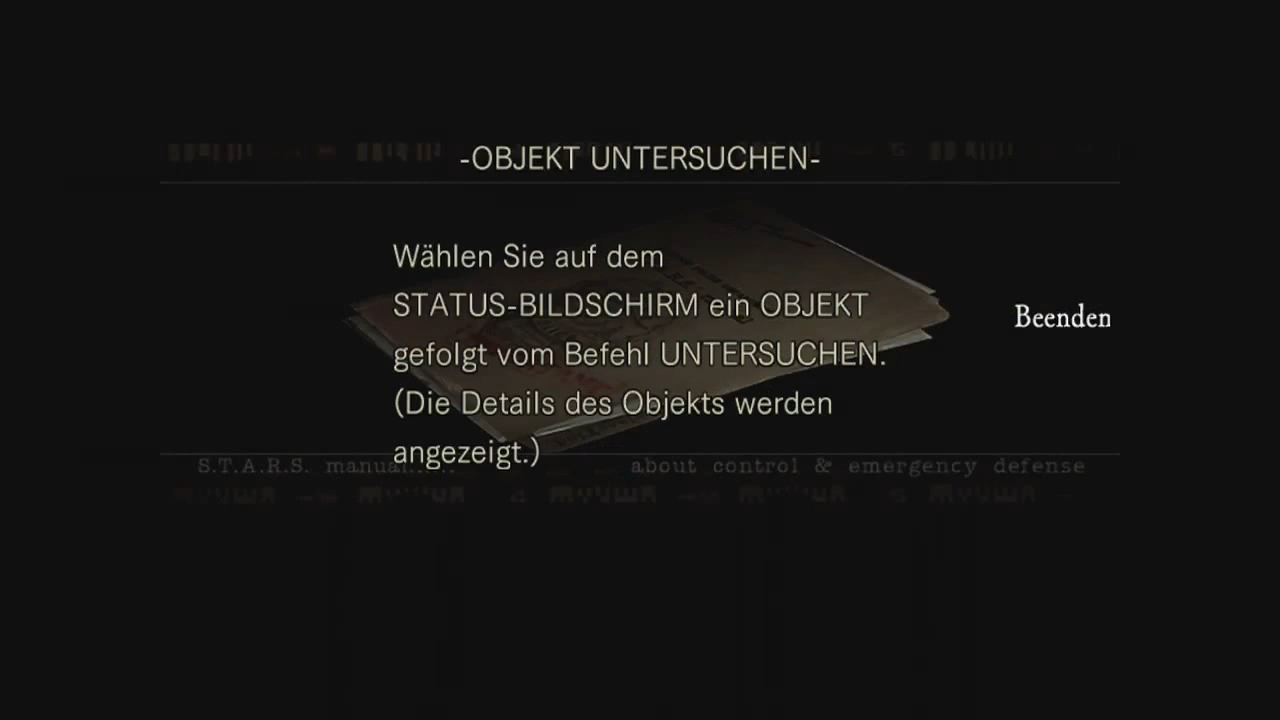 -OBJEKT UNTERSUCHEN-
Wählen Sie auf dem
STATUS-BILDSCHIRM ein OBJEKT
gefolgt vom Befehl UNTERSUCHEN.
(Die Details des Objekts werden
angezeigt.)
Beenden
S.T.A.R.S. manual...... about control & emergency defense